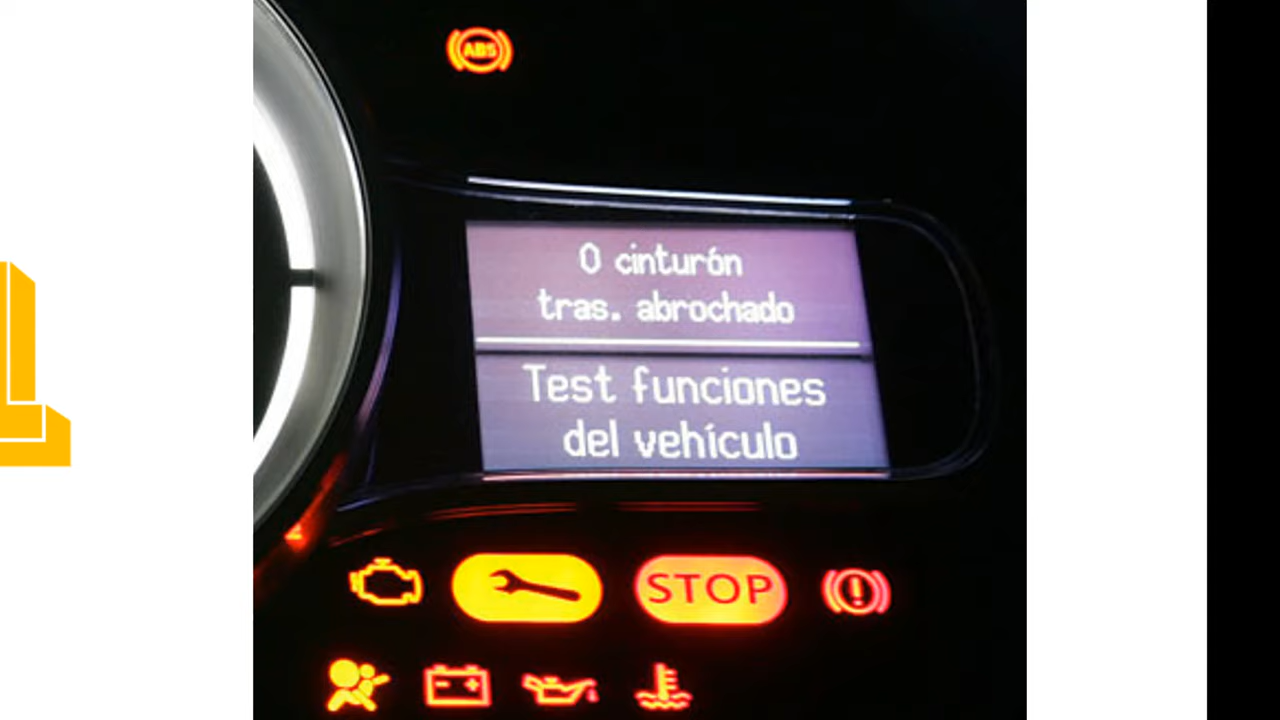 ABS
0 cinturón
tras. abrochado
Test funciones
del vehículo
STOP